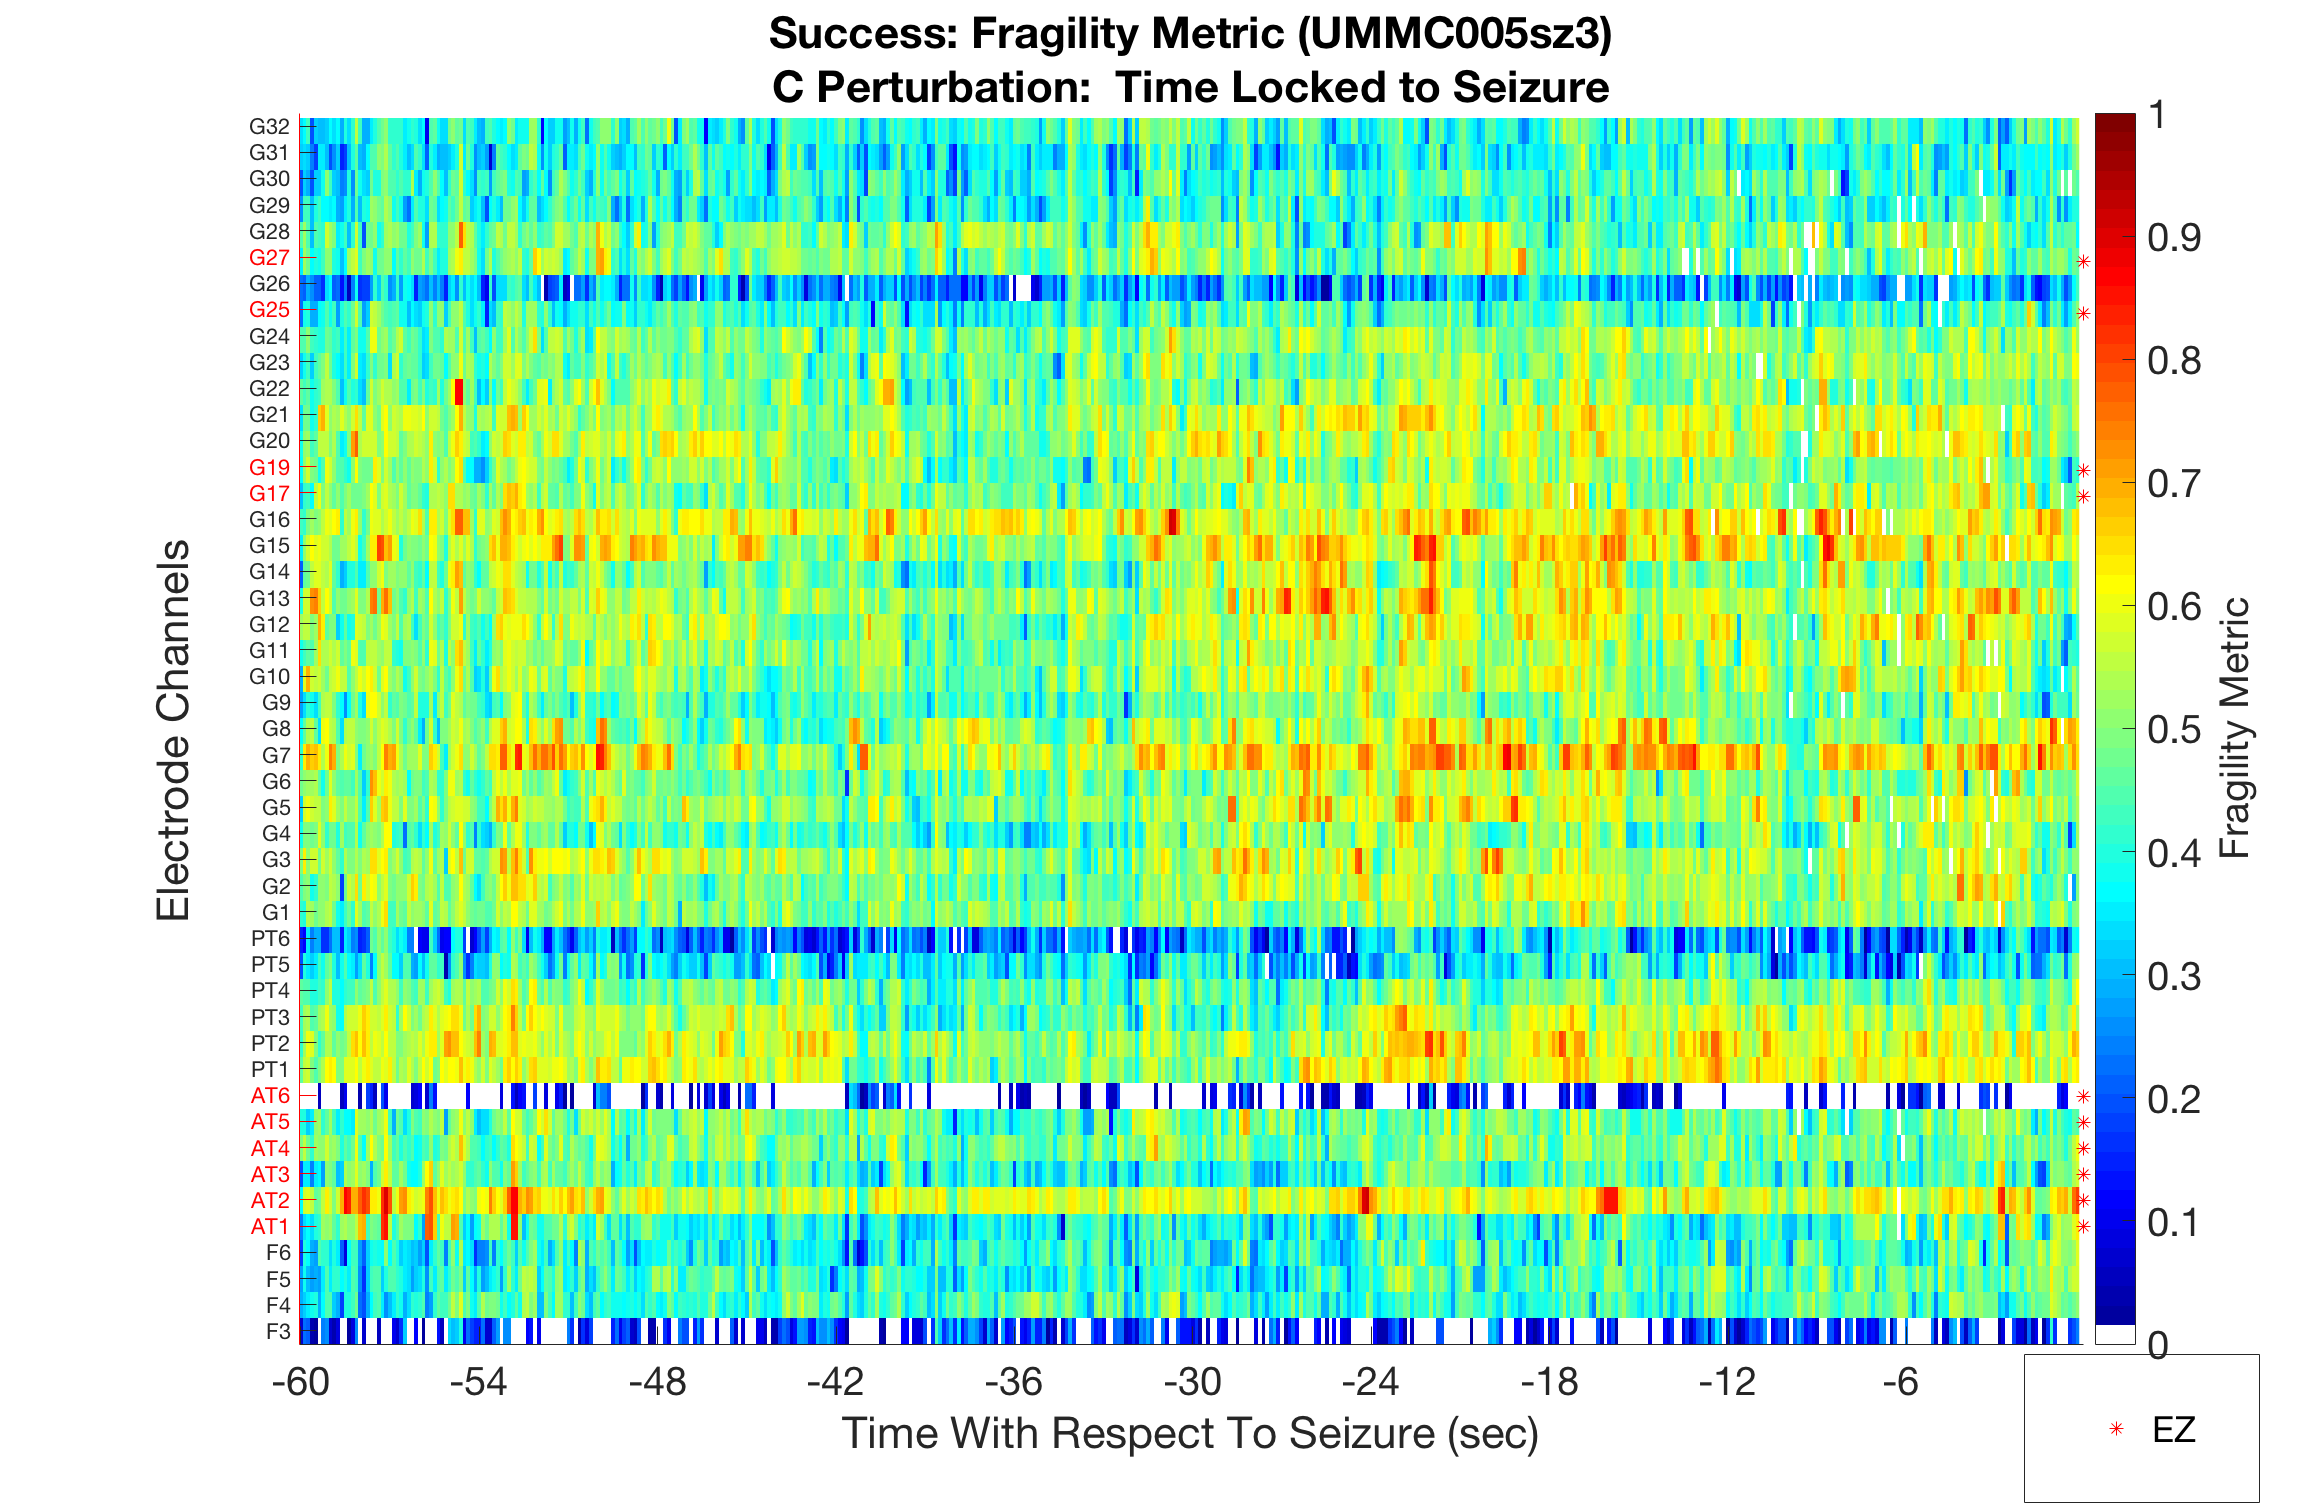 Success: Fragility Metric (UMMC005sz3)
C Perturbation:  Time Locked to Seizure
Electrode Channels
G32
G31
G30
G29
G28
G27
G26
G25
G24
G23
G22
G21
G20
G19
G17
G16
G15
G14
G13
G12
G11
G10
G9
G8
G7
G6
G5
G4
G3
G2
G1
PT6
PT5
PT4
PT3
PT2
PT1
AT6
AT5
AT4
AT3
AT2
AT1
F6
F5
F4
F3
-60 -54 -48 -42 -36 -30 -24 -18 -12 -6
Time With Respect To Seizure (sec)
1
0.9
0.8
0.7
0.6
0.5
0.4
0.3
0.2
0.1
0
Fragility Metric
EZ